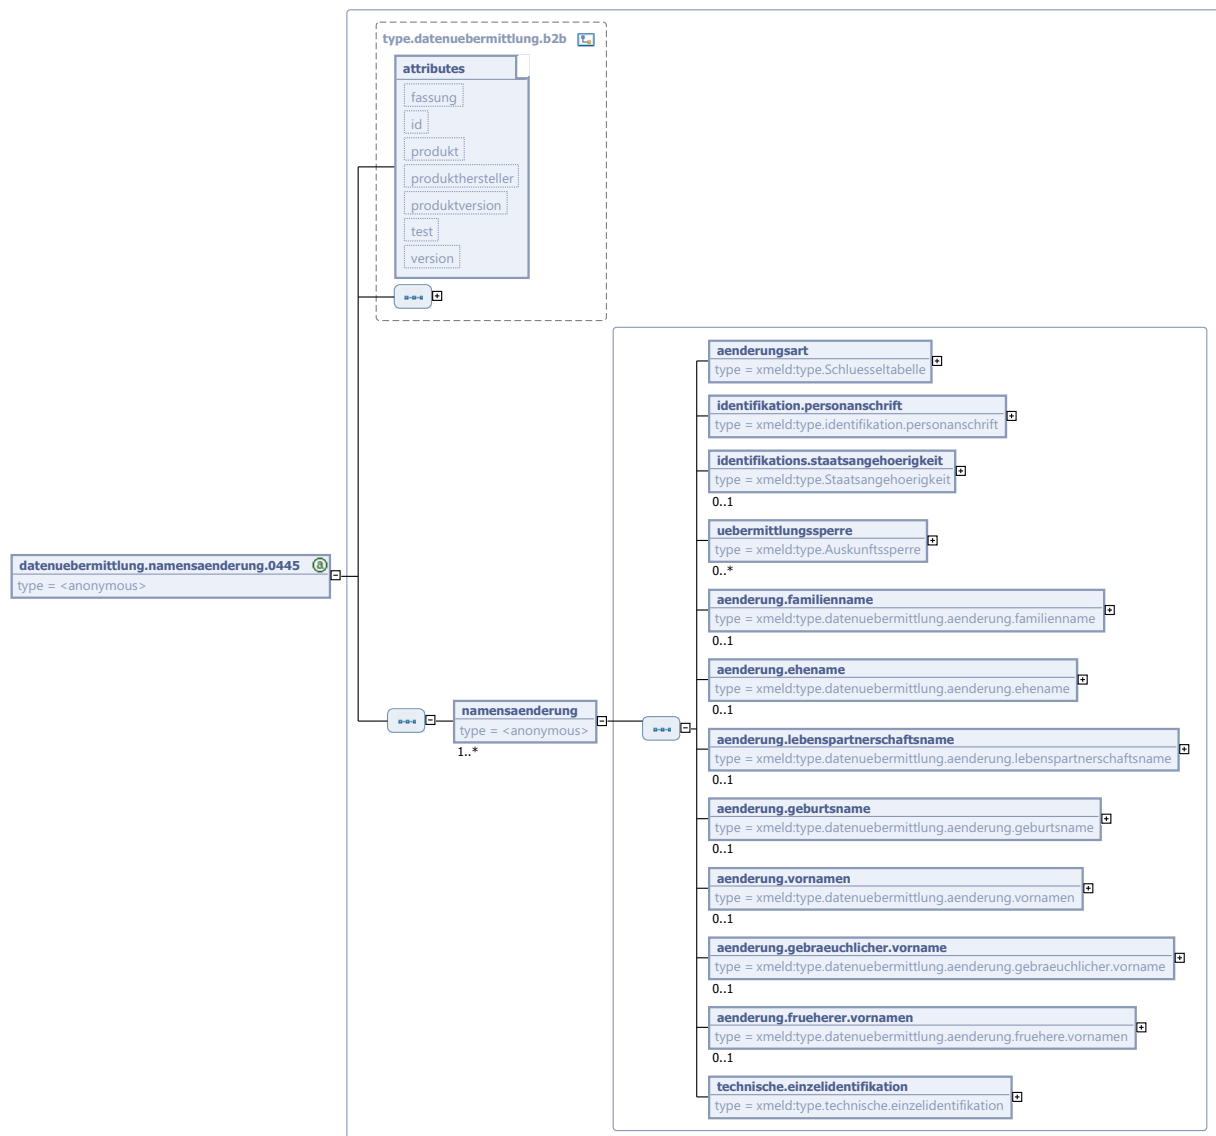 type.datenuebermittlung.b2b
attributes
fassung
id
produkt
produkthersteller
produktversion
test
version
datenuebermittlung.namensaenderung.0445
type = <anonymous>
namensaenderung
type = <anonymous>
1..*
aenderungsart
type = xmeld:type.Schluesseltabelle
identifikation.personanschrift
type = xmeld:type.identifikation.personanschrift
identifikations.staatsangehoerigkeit
type = xmeld:type.Staatsangehoerigkeit
0..1
uebermittlungssperre
type = xmeld:type.Auskunftssperre
0..*
aenderung.familienname
type = xmeld:type.datenuebermittlung.aenderung.familienname
0..1
aenderung.ehename
type = xmeld:type.datenuebermittlung.aenderung.ehename
0..1
aenderung.lebenspartnerschaftsname
type = xmeld:type.datenuebermittlung.aenderung.lebenspartnerschaftsname
0..1
aenderung.geburtsname
type = xmeld:type.datenuebermittlung.aenderung.geburtsname
0..1
aenderung.vornamen
type = xmeld:type.datenuebermittlung.aenderung.vornamen
0..1
aenderung.gebraeuchlicher.vorname
type = xmeld:type.datenuebermittlung.aenderung.gebraeuchlicher.vorname
0..1
aenderung.frueherer.vornamen
type = xmeld:type.datenuebermittlung.aenderung.fruehere.vornamen
0..1
technische.einzelidentifikation
type = xmeld:type.technische.einzelidentifikation